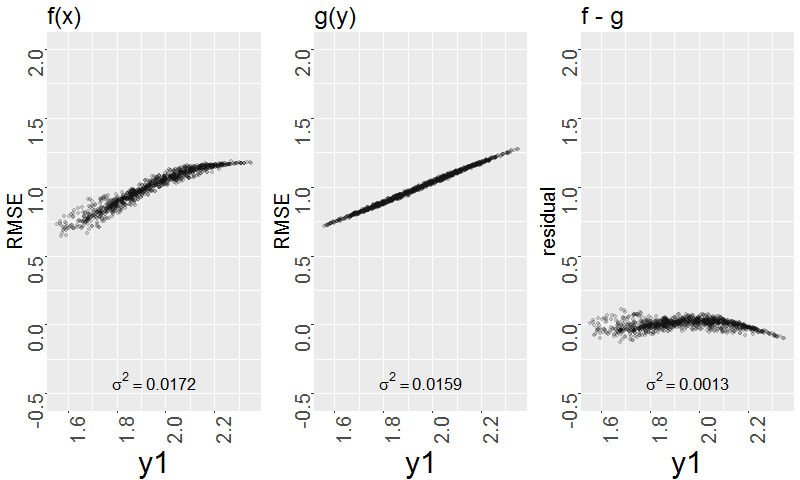 f(x)
RMSE
2.0
1.5
1.0
0.5
0.0
-0.5
σ² = 0.0172
1.6
1.8
2.0
2.2
y1
g(y)
RMSE
2.0
1.5
1.0
0.5
0.0
-0.5
σ² = 0.0159
1.6
1.8
2.0
2.2
y1
f - g
residual
2.0
1.5
1.0
0.5
0.0
-0.5
σ² = 0.0013
1.6
1.8
2.0
2.2
y1